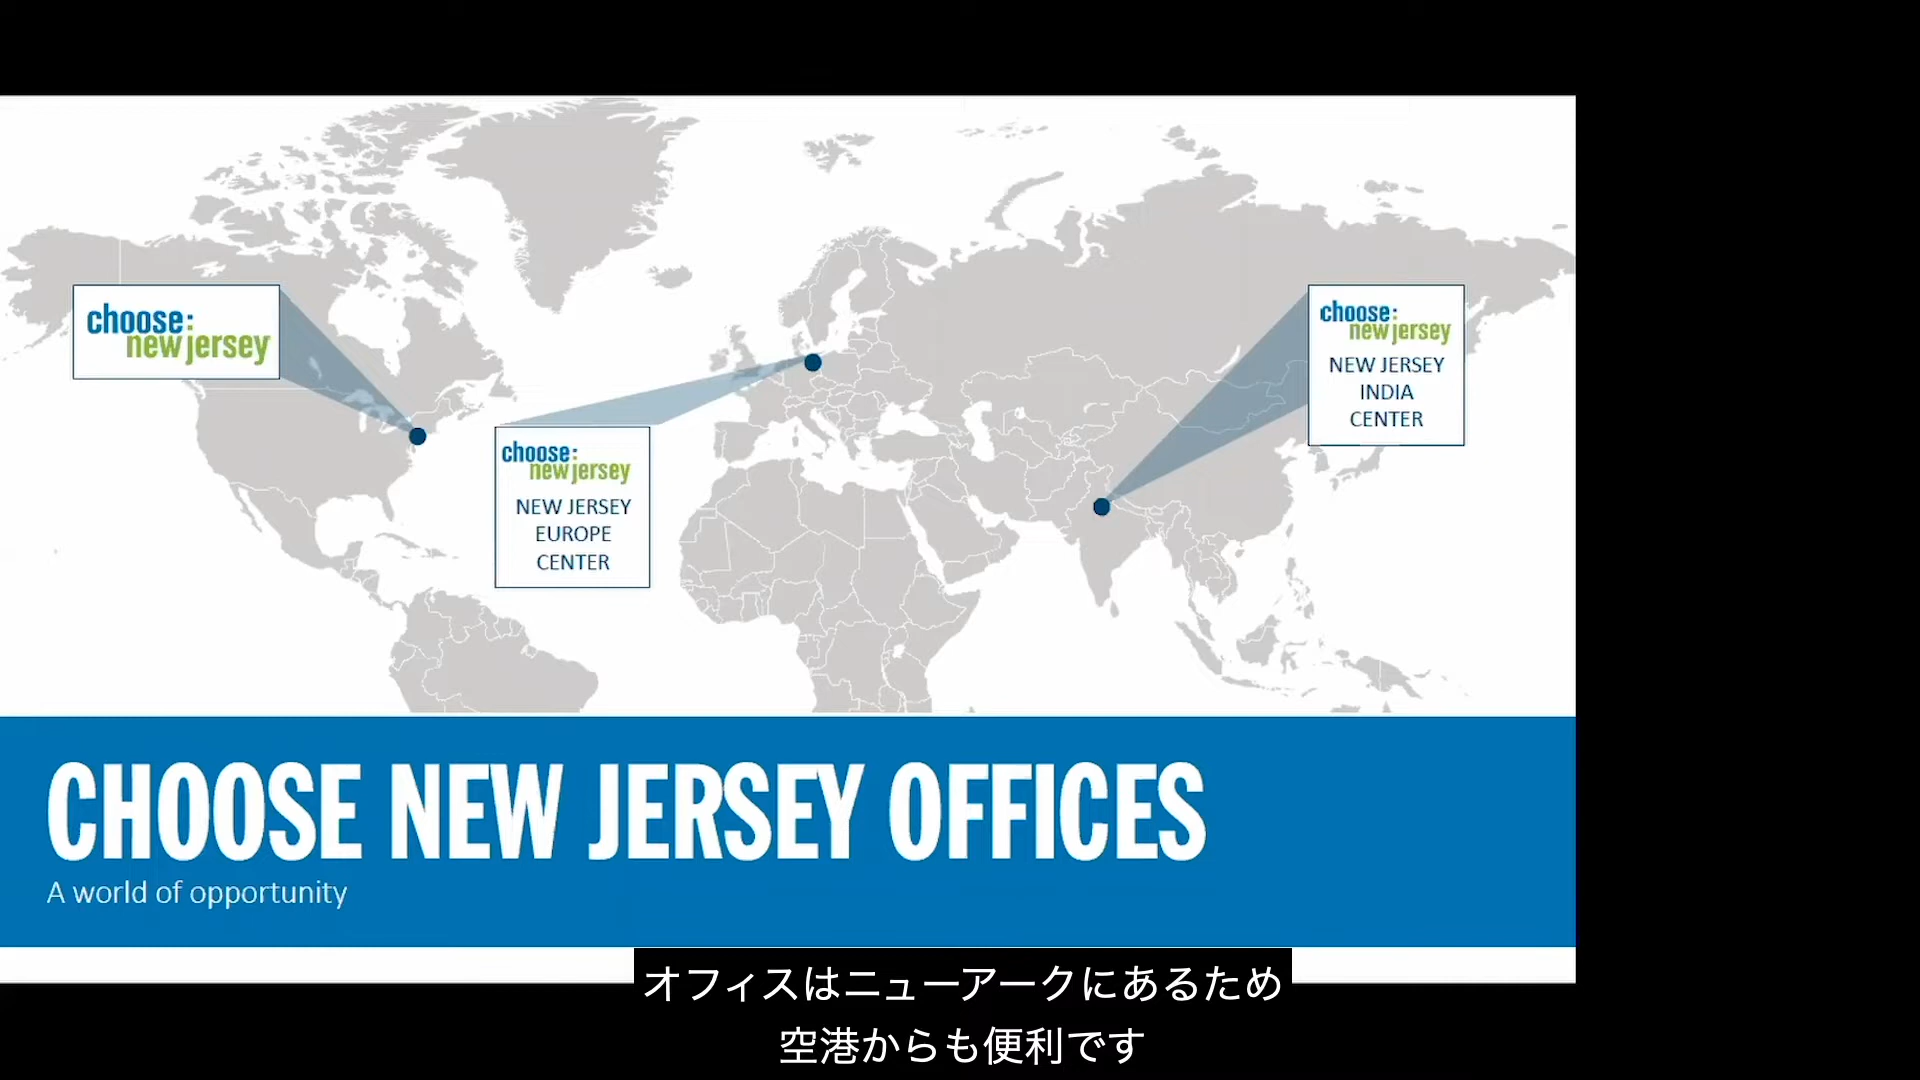 choose:
new jersey
choose:
new jersey
NEW JERSEY
EUROPE
CENTER
choose:
new jersey
NEW JERSEY
INDIA
CENTER
CHOOSE NEW JERSEY OFFICES
A world of opportunity
オフィスはニューアークにあるため
空港からも便利です